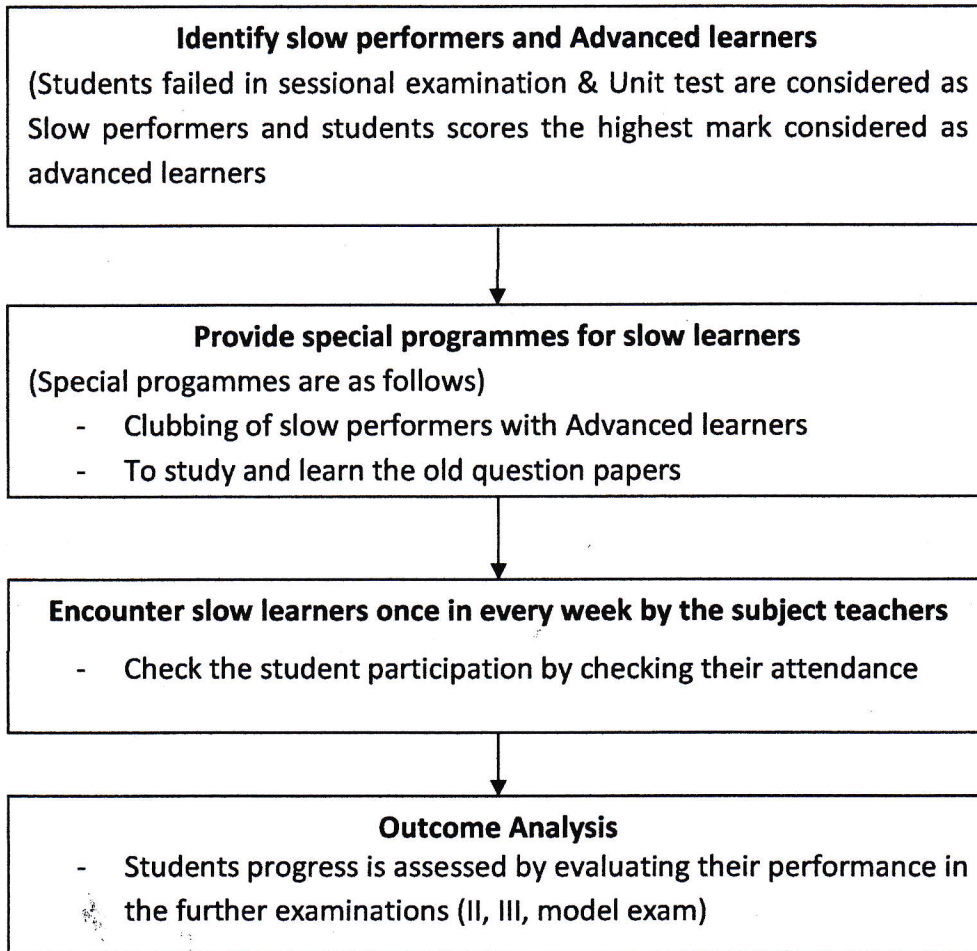 Identify slow performers and Advanced learners
(Students failed in sessional examination & Unit test are considered as
Slow performers and students scores the highest mark considered as
advanced learners
Provide special programmes for slow learners
(Special progammes are as follows)
- Clubbing of slow performers with Advanced learners
- To study and learn the old question papers
Encounter slow learners once in every week by the subject teachers
- Check the student participation by checking their attendance
Outcome Analysis
- Students progress is assessed by evaluating their performance in
the further examinations (II, III, model exam)